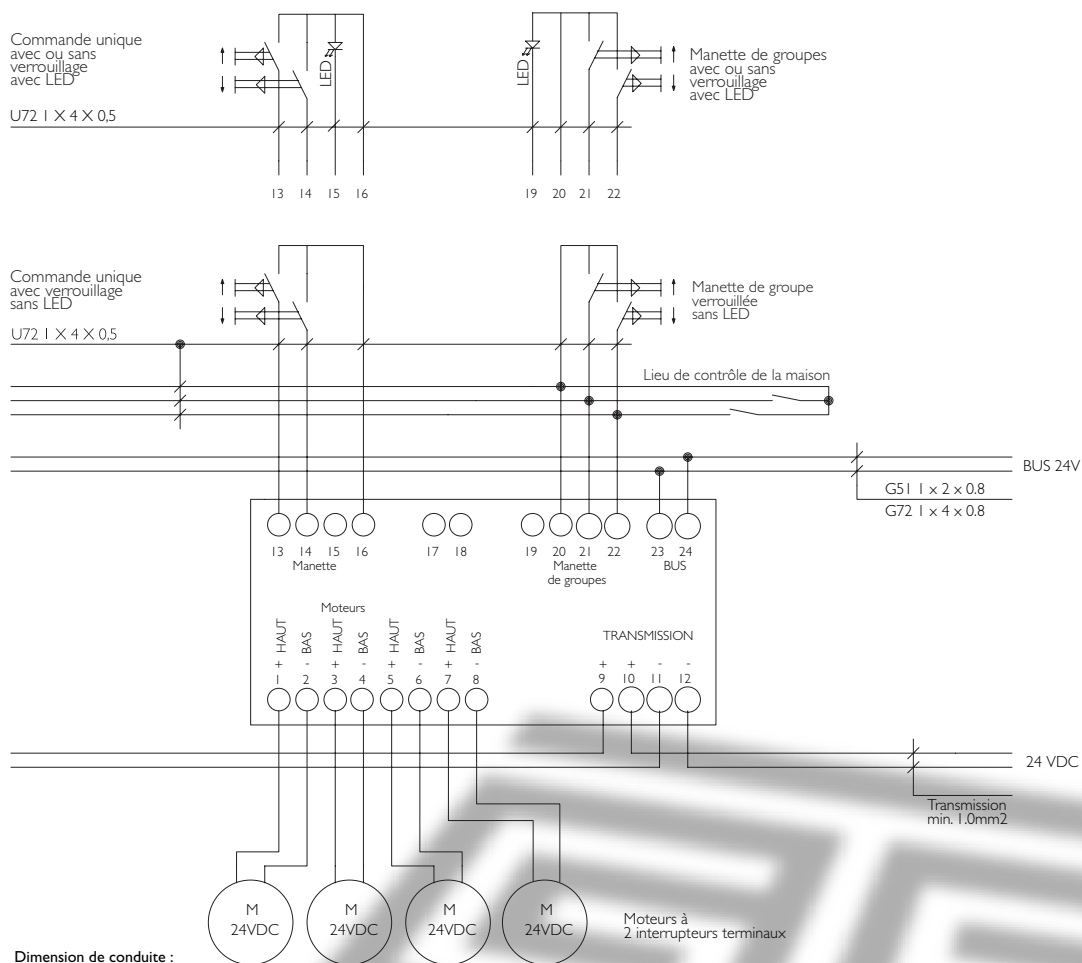 Commande unique
avec ou sans
verrouillage
avec LED
LED
LED
Manette de groupes
avec ou sans
verrouillage
avec LED
U72 1 X 4 X 0,5
13 14 15 16 19 20 21 22
Commande unique
avec verrouillage
sans LED
Manette de groupe
verrouillée
sans LED
U72 1 X 4 X 0,5
Lieu de contrôle de la maison
BUS 24V
G51 1 x 2 x 0.8
G72 1 x 4 x 0.8
13 14 15 16 17 18 19 20 21 22 23 24
Manette
Manette
de groupes
BUS
Moteurs
TRANSMISSION
HAUT BAS HAUT BAS HAUT BAS HAUT BAS
+ - + - + - + - + + - -
1 2 3 4 5 6 7 8 9 10 11 12
24 VDC
Transmission
min. 1.0mm2
M
24VDC
M
24VDC
M
24VDC
M
24VDC
Moteurs à
2 interrupteurs terminaux
Dimension de conduite :